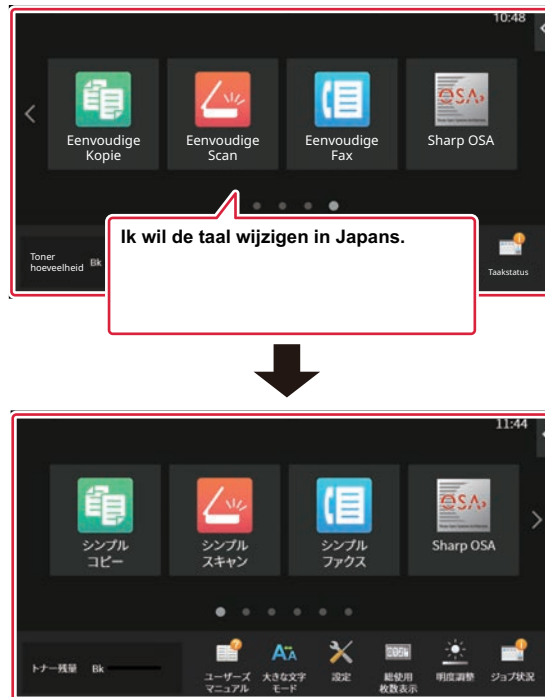 10:48
Eenvoudige
Kopie
Eenvoudige
Scan
Eenvoudige
Fax
Sharp OSA
Ik wil de taal wijzigen in Japans.
Toner
hoeveelheid
Bk
Taakstatus
11:44
シンプル
コピー
シンプル
スキャン
シンプル
ファクス
Sharp OSA
トナー残量
Bk
ユーザーズ
マニュアル
大きな文字
モード
設定
総使用
枚数表示
明度調整
ジョブ状況